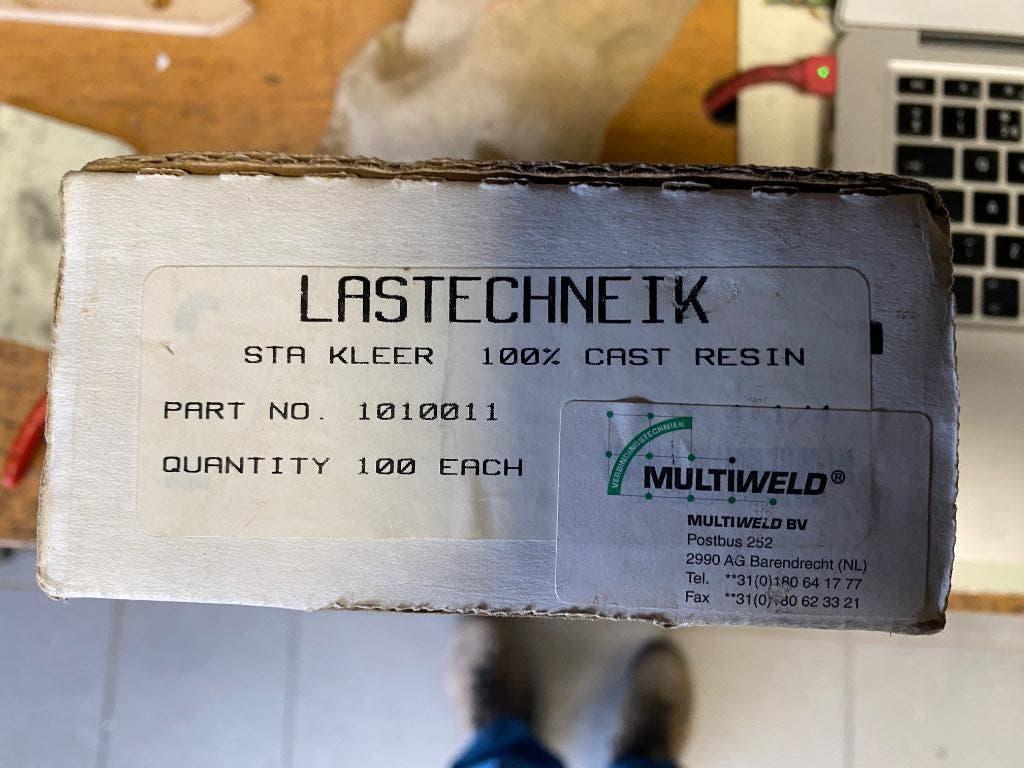 LASTECHNEIK
STA KLEER 100% CAST RESIN
PART NO. 1010011
QUANTITY 100 EACH
VERBINDINGSTECHNIEK
MULTIWELD®
MULTIWELD BV
Postbus 252
2990 AG Barendrecht (NL)
Tel. **31(0)180 64 17 77
Fax **31(0)180 62 33 21